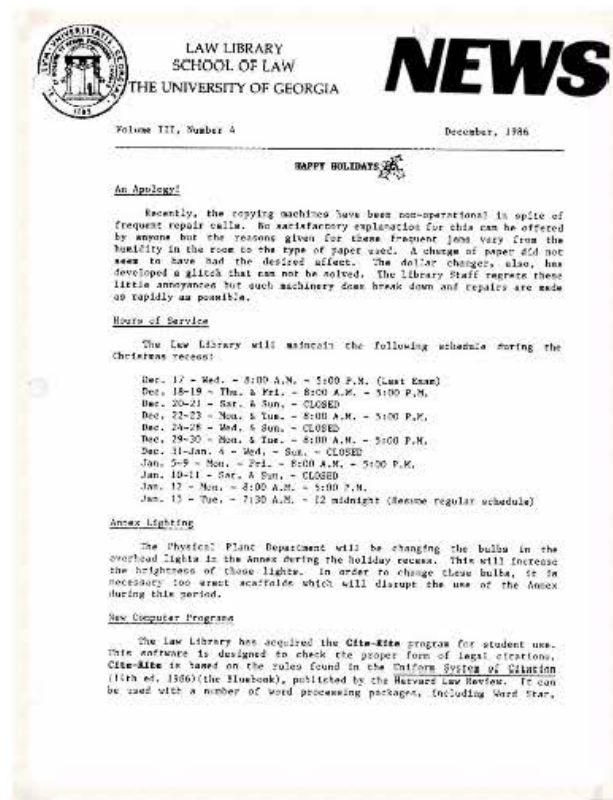 LAW LIBRARY
SCHOOL OF LAW
THE UNIVERSITY OF GEORGIA
NEWS
Volume III, Number 4
December, 1986
HAPPY HOLIDAYS
An Apology!
Recently, the copying machines have been non-operational in spite of
frequent repair calls. No satisfactory explanation for this can be offered
by anyone but the reasons given for these frequent jams vary from the
humidity in the room to the type of paper used. A change of paper did not
seem to have had the desired affect. The dollar changer, also, has
developed a glitch that can not be solved. The Library Staff regrets these
little annoyances but such machinery does break down and repairs are made
as rapidly as possible.
Hours of Service
The Law Library will maintain the following schedule during the
Christmas recess:
Dec. 17 - Wed. - 8:00 A.M. - 5:00 P.M. (Last Exam)
Dec. 18-19 - Thu. & Fri. - 8:00 A.M. - 5:00 P.M.
Dec. 20-21 - Sat. & Sun. - CLOSED
Dec. 22-23 - Mon. & Tue. - 8:00 A.M. - 5:00 P.M.
Dec. 24-28 - Wed. & Sun. - CLOSED
Dec. 29-30 - Mon. & Tue. - 8:00 A.M. - 5:00 P.M.
Dec. 31-Jan. 4 - Wed. - Sun. - CLOSED
Jan. 5-9 - Mon. - Fri. - 8:00 A.M. - 5:00 P.M.
Jan. 10-11 - Sat. & Sun. - CLOSED
Jan. 12 - Mon. - 8:00 A.M. - 5:00 P.M.
Jan. 13 - Tue. - 7:30 A.M. - 12 midnight (Resume regular schedule)
Annex Lighting
The Physical Plant Department will be changing the bulbs in the
overhead lights in the Annex during the holiday recess. This will increase
the brightness of those lights. In order to change these bulbs, it is
necessary too erect scaffolds which will disrupt the use of the Annex
during this period.
New Computer Programs
The Law Library has acquired the Cite-Rite program for student use.
This software is designed to check the proper form of legal citations.
Cite-Rite is based on the rules found in the Uniform System of Citation
(14th ed. 1986)(the Bluebook), published by the Harvard Law Review. It can
be used with a number of word processing packages, including Word Star,